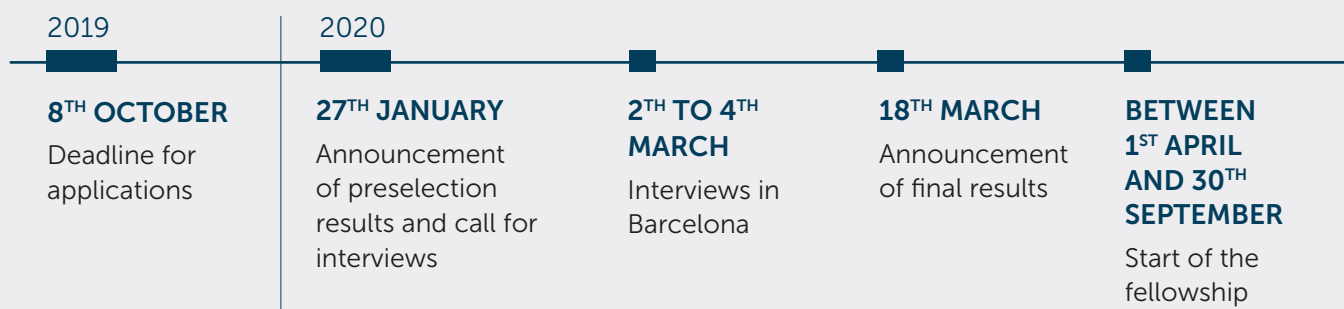 2019
8TH OCTOBER
Deadline for
applications
2020
27TH JANUARY
Announcement
of preselection
results and call for
interviews
2TH TO 4TH
MARCH
Interviews in
Barcelona
18TH MARCH
Announcement
of final results
BETWEEN
1ST APRIL
AND 30TH
SEPTEMBER
Start of the
fellowship